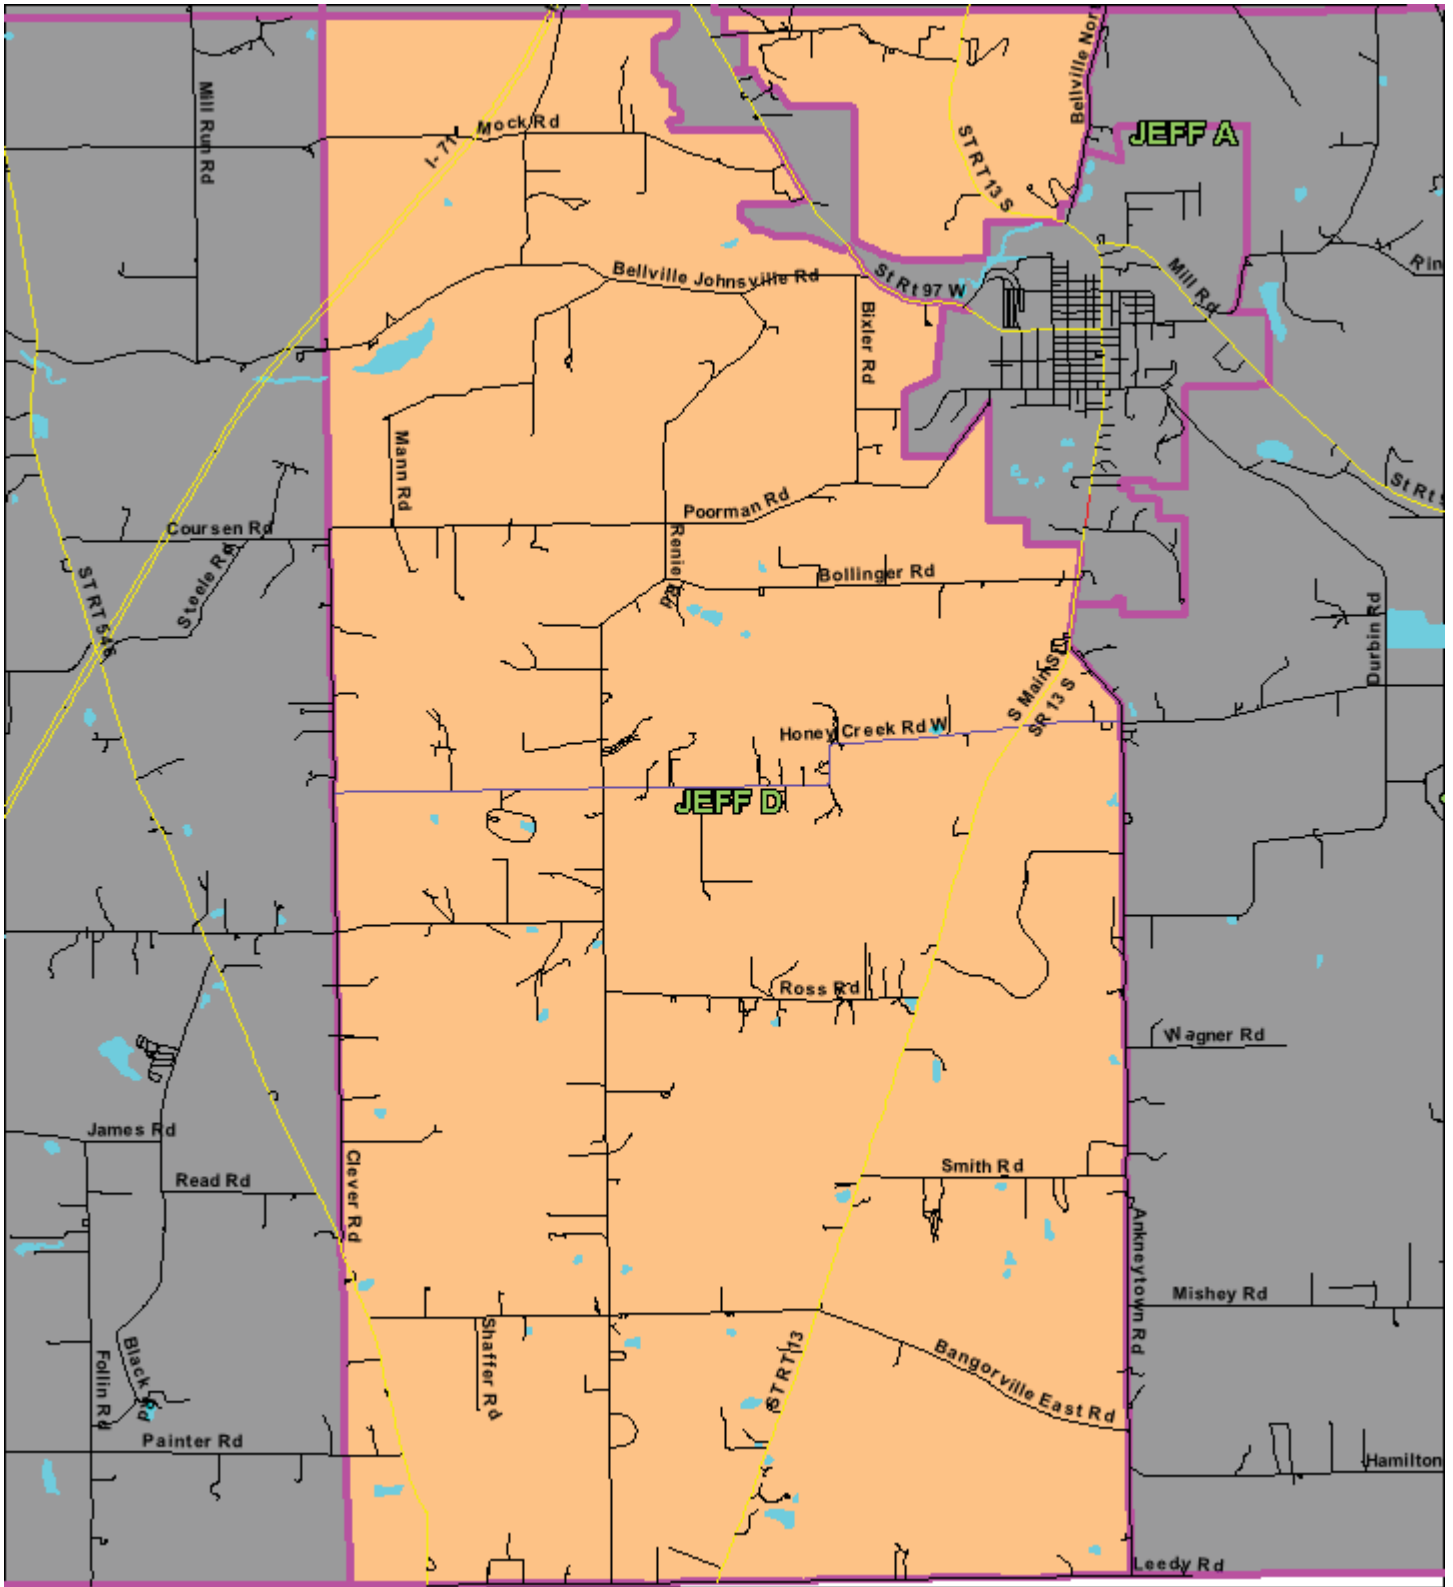 Bellville Nor
Mill Run Rd
Mock Rd
I- 71
ST RT 13 S
JEFF A
Bellville Johnsville Rd
St Rt 97 W
Mill Rd
Rin
Bixler Rd
Mann Rd
Poorman Rd
St Rt 9
Coursen Rd
Steele Rd
Renie Rd
Bollinger Rd
ST RT 546
Durbin Rd
S Main St
SR 13 S
Honey Creek Rd W
JEFF D
Ross Rd
Wagner Rd
James Rd
Read Rd
Clever Rd
Smith Rd
Ankneytown Rd
Mishey Rd
Shaffer Rd
ST RT 13
Bangorville East Rd
Follin Rd
Black Rd
Painter Rd
Hamilton
Leedy Rd